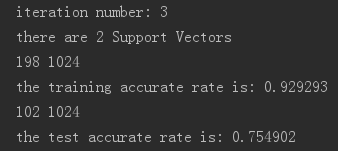 iteration number: 3
there are 2 Support Vectors
198 1024
the training accurate rate is: 0.929293
102 1024
the test accurate rate is: 0.754902